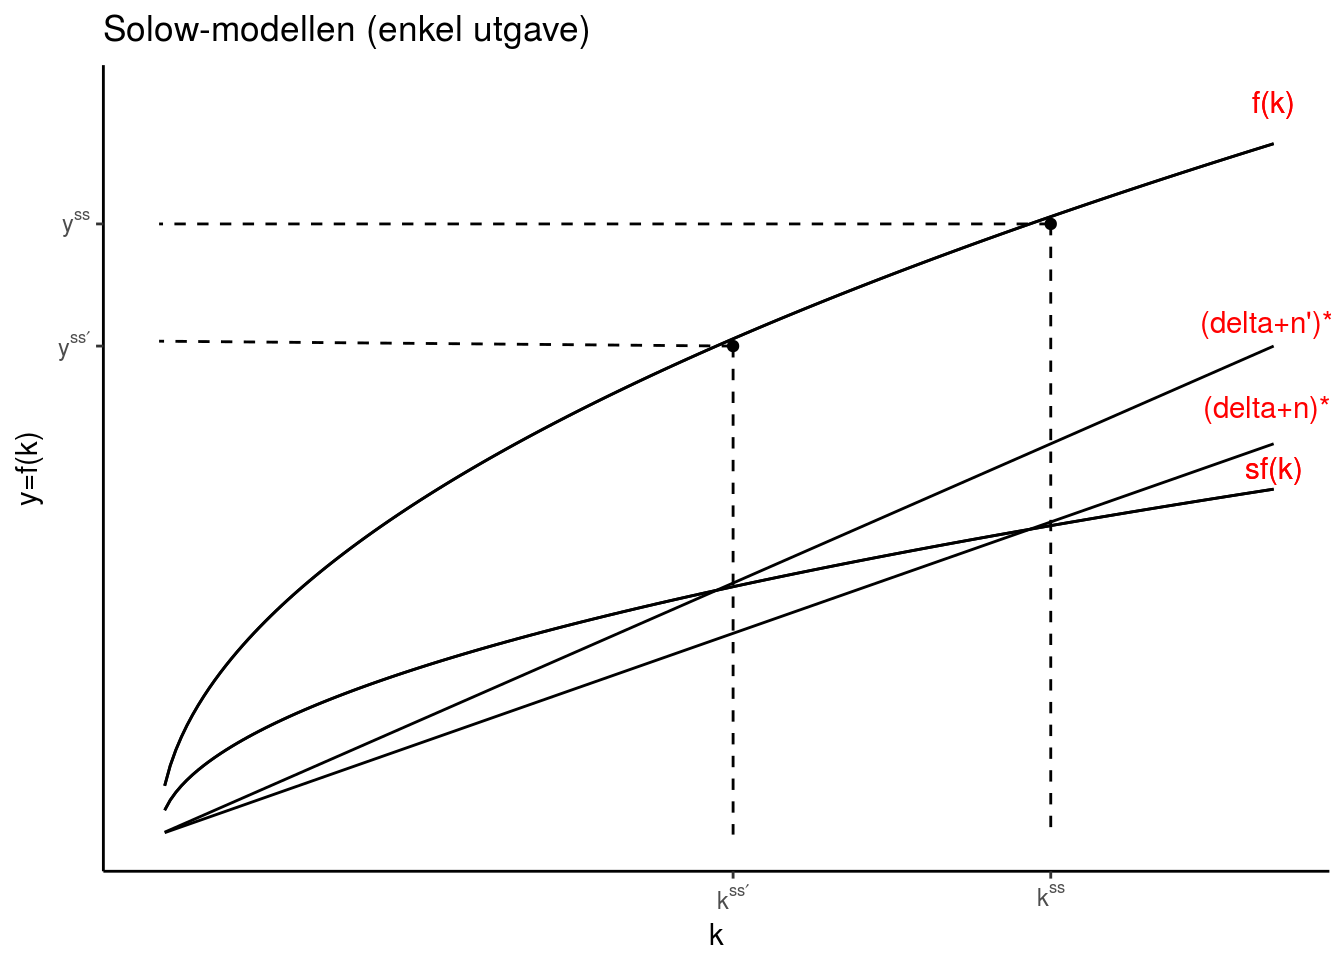 Solow-modellen (enkel utgave)
f(k)
y^ss
(delta+n')*
y^ss′
(delta+n)*
sf(k)
y=f(k)
k^ss′
k^ss
k